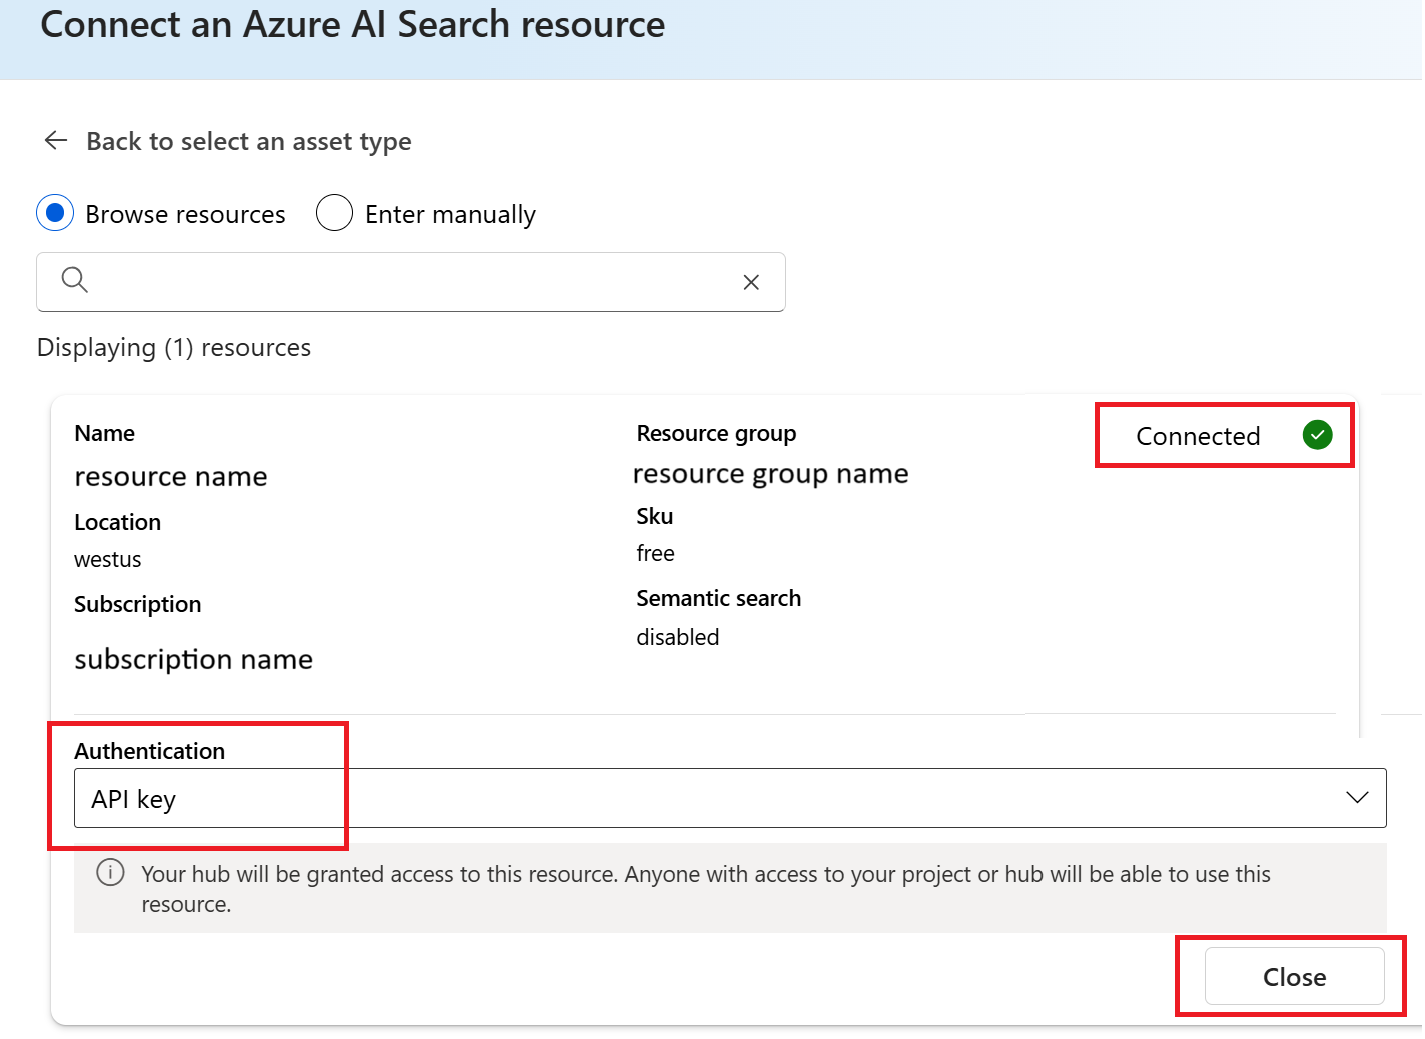 Connect an Azure AI Search resource
Back to select an asset type
Browse resources
Enter manually
Displaying (1) resources
Name
resource name
Location
westus
Subscription
subscription name
Resource group
resource group name
Sku
free
Semantic search
disabled
Connected
Authentication
API key
Your hub will be granted access to this resource. Anyone with access to your project or hub will be able to use this
resource.
Close